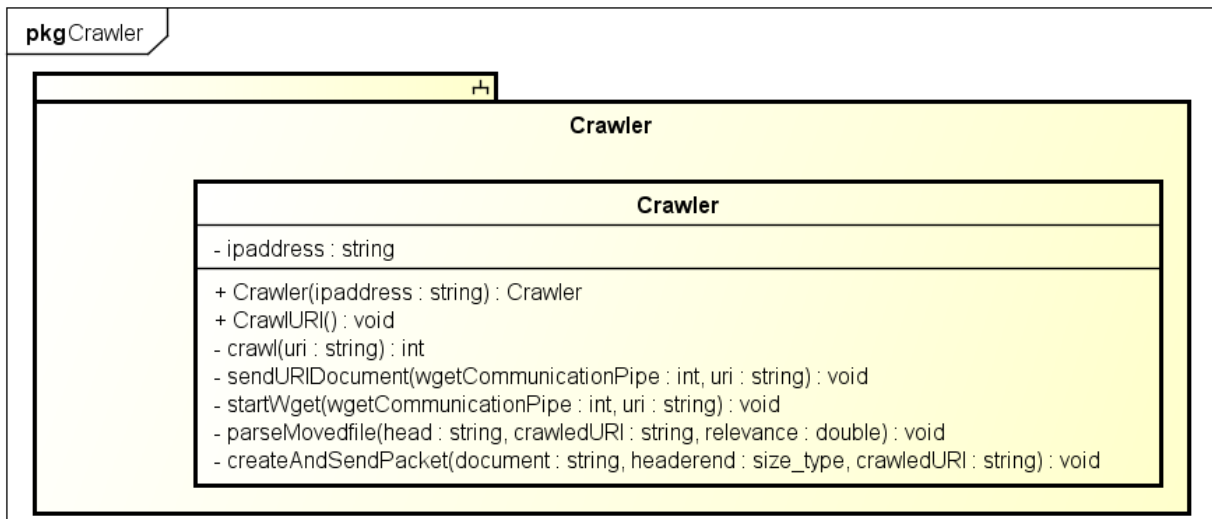 pkg Crawler
Crawler
Crawler
- ipaddress : string
+ Crawler(ipaddress : string) : Crawler
+ CrawlURI() : void
- crawl(uri : string) : int
- sendURIDocument(wgetCommunicationPipe : int, uri : string) : void
- startWget(wgetCommunicationPipe : int, uri : string) : void
- parseMovedfile(head : string, crawledURI : string, relevance : double) : void
- createAndSendPacket(document : string, headerend : size_type, crawledURI : string) : void